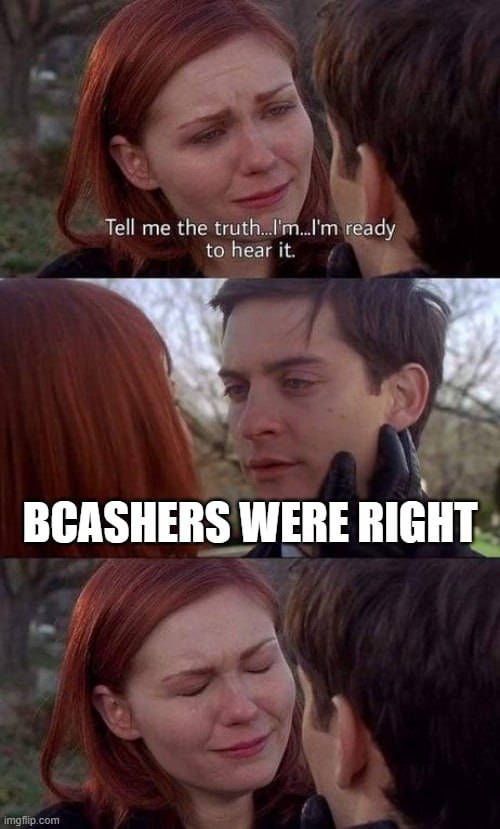 Tell me the truth...I'm...I'm ready
to hear it.
BCASHERS WERE RIGHT
imgflip.com